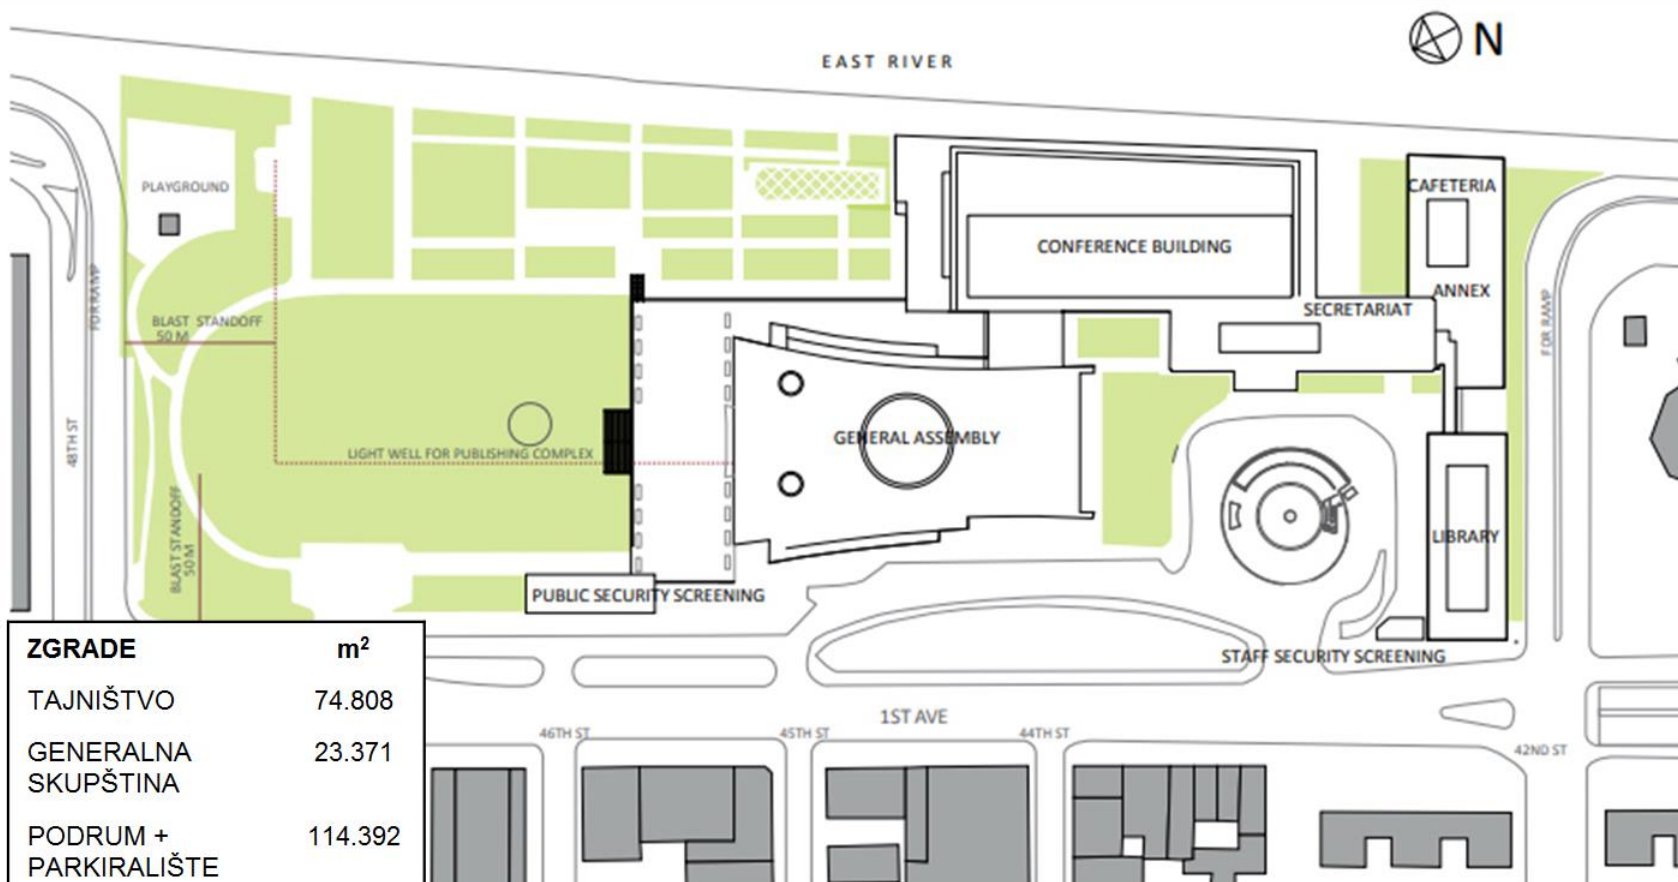 N
EAST RIVER
PLAYGROUND
CAFETERIA
CONFERENCE BUILDING
ANNEX
SECRETARIAT
FDR RAMP
FDR RAMP
BLAST STANDOFF
50 M
48TH ST
GENERAL ASSEMBLY
LIGHT WELL FOR PUBLISHING COMPLEX
BLAST STANDOFF
50 M
LIBRARY
PUBLIC SECURITY SCREENING
STAFF SECURITY SCREENING
1ST AVE
46TH ST
45TH ST
44TH ST
42ND ST
ZGRADE m²
TAJNIŠTVO 74.808
GENERALNA 23.371
SKUPŠTINA
PODRUM + 114.392
PARKIRALIŠTE